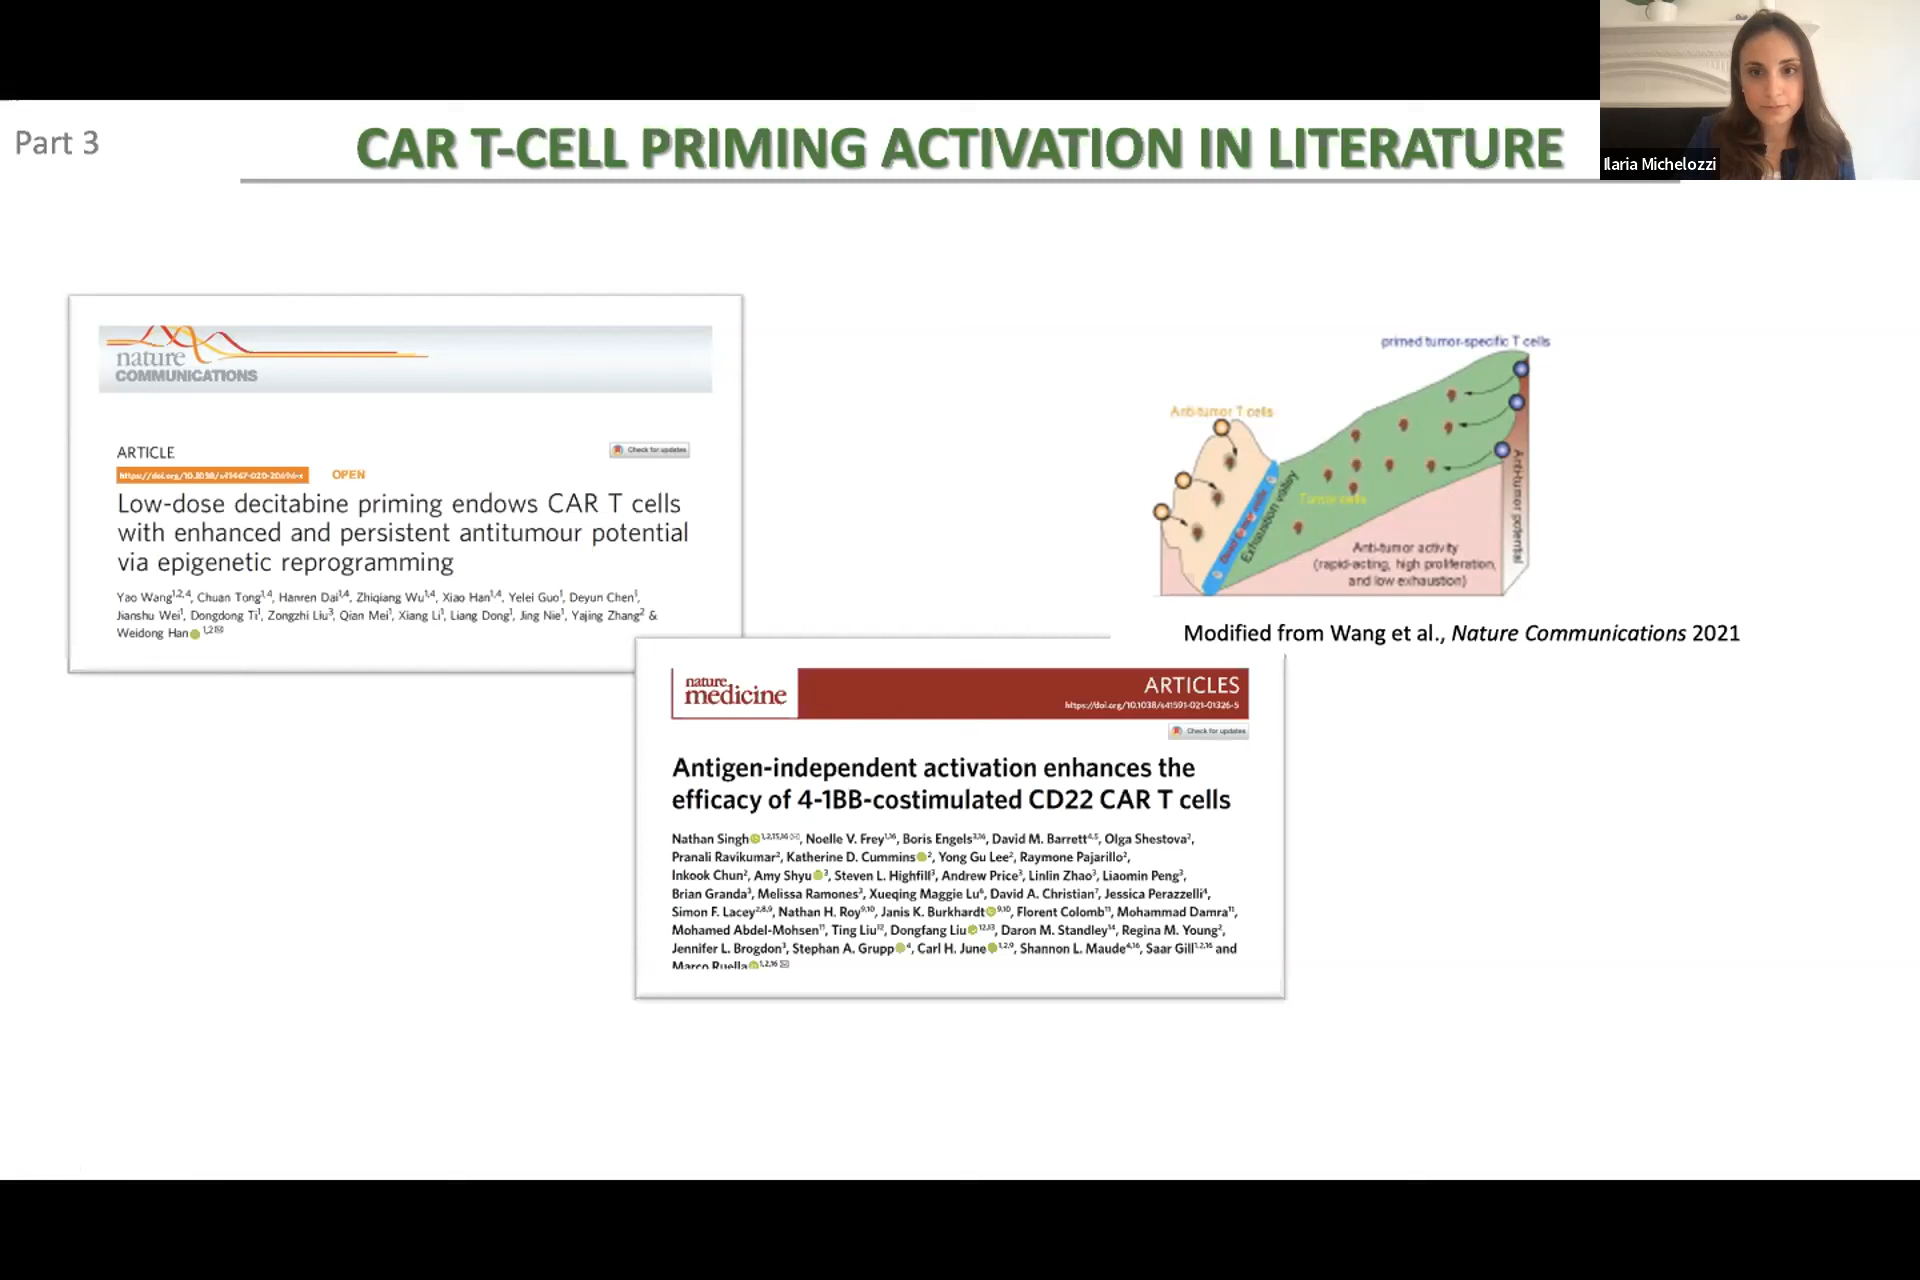 Part 3
CAR T-CELL PRIMING ACTIVATION IN LITERATURE
Ilaria Michelozzi
nature
COMMUNICATIONS
ARTICLE
Check for updates
https://doi.org/10.1038/s41467-020-20696-x
OPEN
Low-dose decitabine priming endows CAR T cells
with enhanced and persistent antitumour potential
via epigenetic reprogramming
Yao Wang1,2,4, Chuan Tong1,4, Hanren Dai1,4, Zhiqiang Wu1,4, Xiao Han1,4, Yelei Guo1, Deyun Chen1,
Jianshu Wei1, Dongdong Ti1, Zongzhi Liu3, Qian Mei1, Xiang Li1, Liang Dong1, Jing Nie1, Yajing Zhang2 &
Weidong Han 1,2✉
primed tumor-specific T cells
Anti-tumor T cells
Tumor cells
Exhaustion valley
Anti-tumor potential
Anti-tumor activity
(rapid-acting, high proliferation,
and low exhaustion)
Modified from Wang et al., Nature Communications 2021
nature
medicine
ARTICLES
https://doi.org/10.1038/s41591-021-01326-5
Check for updates
Antigen-independent activation enhances the
efficacy of 4-1BB-costimulated CD22 CAR T cells
Nathan Singh 1,2,15,16 ✉, Noelle V. Frey1,16, Boris Engels3,16, David M. Barrett4,5, Olga Shestova2,
Pranali Ravikumar2, Katherine D. Cummins 2, Yong Gu Lee2, Raymone Pajarillo2,
Inkook Chun2, Amy Shyu 3, Steven L. Highfill3, Andrew Price3, Linlin Zhao3, Liaomin Peng3,
Brian Granda3, Melissa Ramones3, Xueqing Maggie Lu6, David A. Christian7, Jessica Perazzelli4,
Simon F. Lacey2,8,9, Nathan H. Roy9,10, Janis K. Burkhardt 9,10, Florent Colomb11, Mohammad Damra11,
Mohamed Abdel-Mohsen11, Ting Liu12, Dongfang Liu 12,13, Daron M. Standley14, Regina M. Young2,
Jennifer L. Brogdon3, Stephan A. Grupp 4, Carl H. June 1,2,9, Shannon L. Maude4,16, Saar Gill1,2,16 and
Marco Ruella 1,2,16 ✉